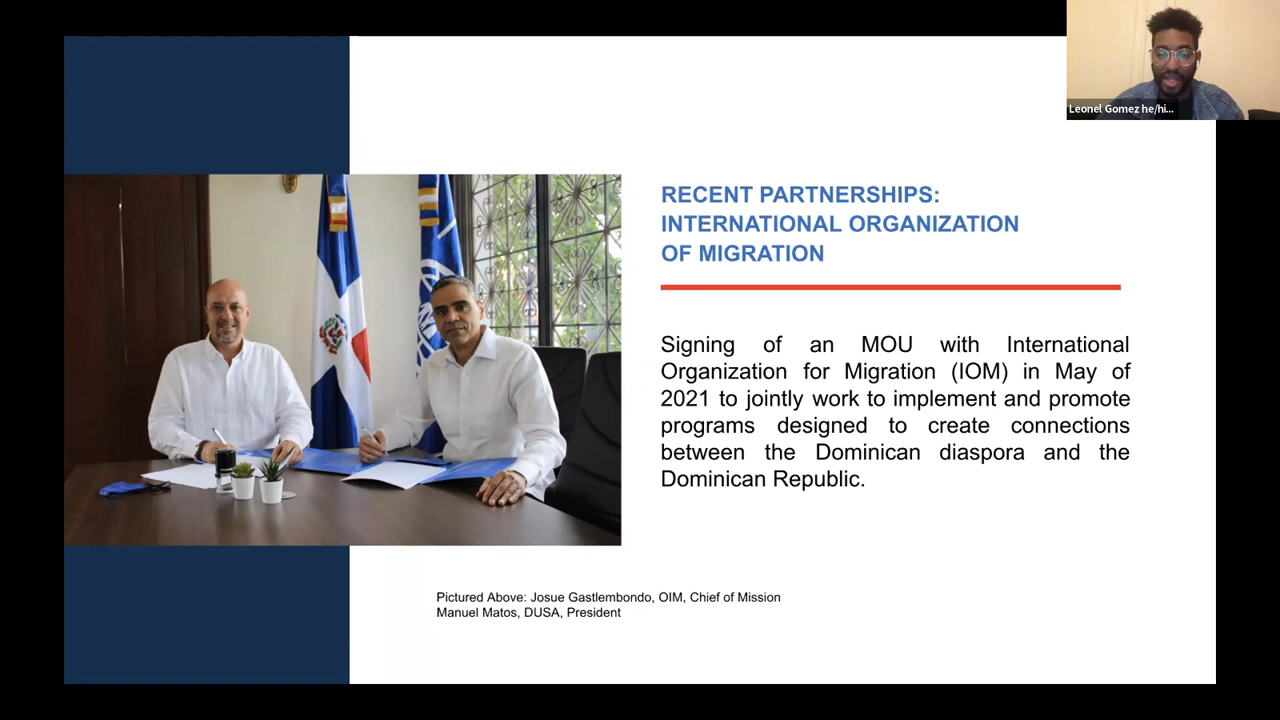 Leonel Gomez he/hi...
RECENT PARTNERSHIPS:
INTERNATIONAL ORGANIZATION
OF MIGRATION
Signing of an MOU with International
Organization for Migration (IOM) in May of
2021 to jointly work to implement and promote
programs designed to create connections
between the Dominican diaspora and the
Dominican Republic.
Pictured Above: Josue Gastlembondo, OIM, Chief of Mission
Manuel Matos, DUSA, President